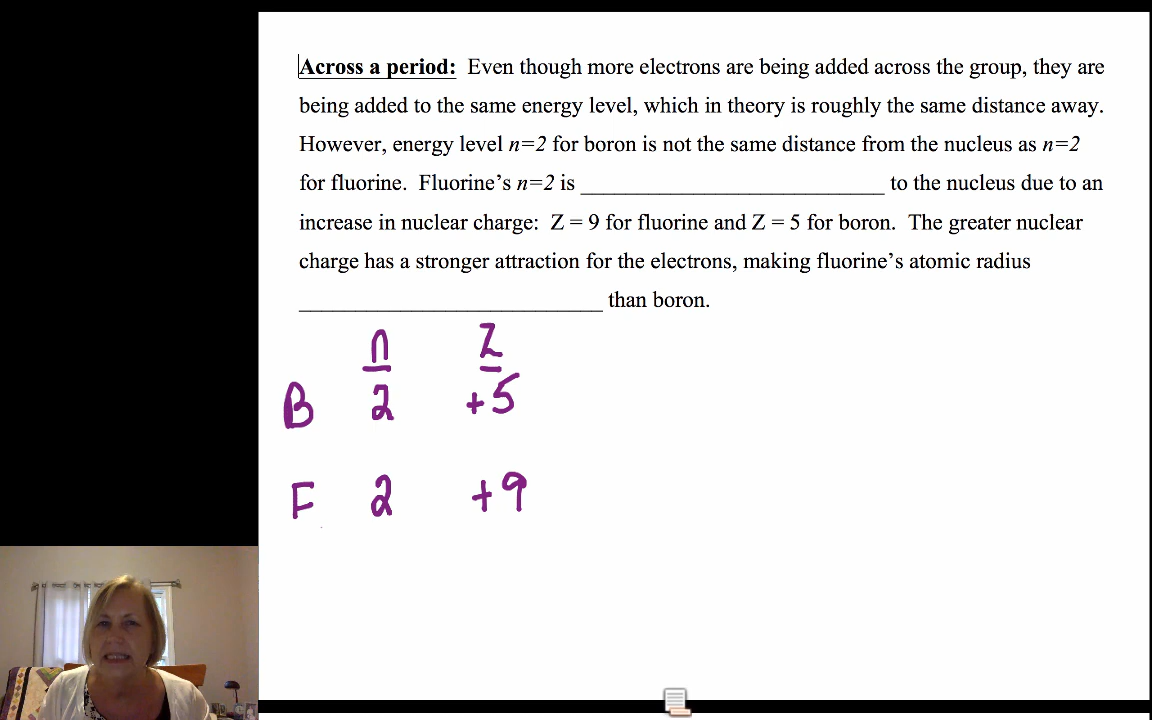 Across a period: Even though more electrons are being added across the group, they are
being added to the same energy level, which in theory is roughly the same distance away.
However, energy level n=2 for boron is not the same distance from the nucleus as n=2
for fluorine. Fluorine’s n=2 is ___________________________ to the nucleus due to an
increase in nuclear charge: Z = 9 for fluorine and Z = 5 for boron. The greater nuclear
charge has a stronger attraction for the electrons, making fluorine’s atomic radius
___________________________ than boron.
n Z
B 2 +5
F 2 +9